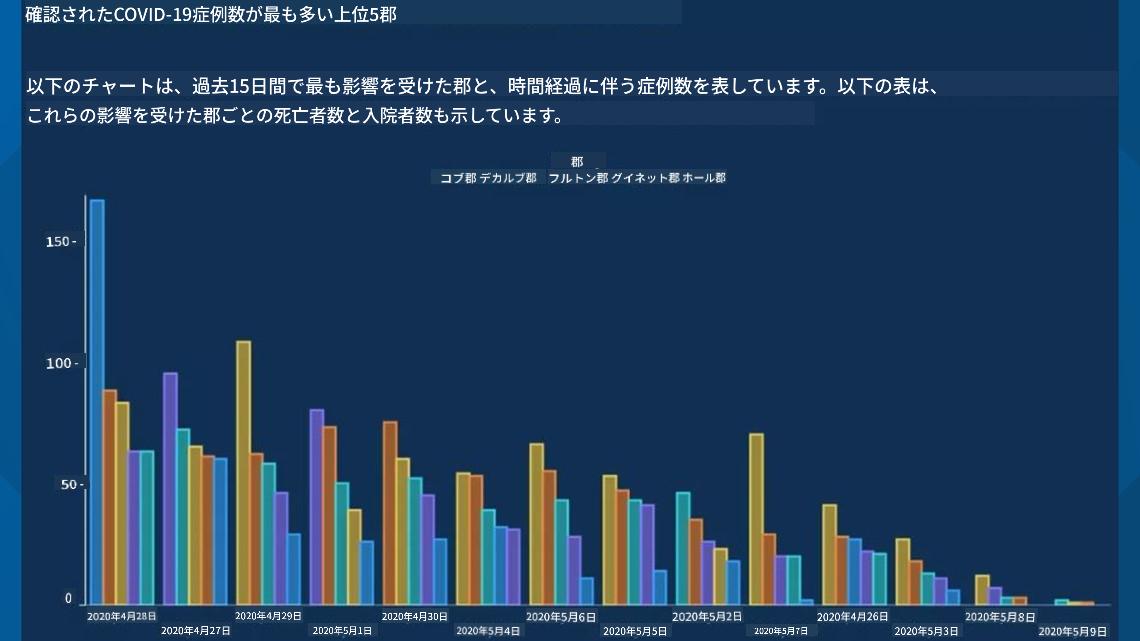 確認されたCOVID-19症例数が最も多い上位5郡
以下のチャートは、過去15日間で最も影響を受けた郡と、時間経過に伴う症例数を表しています。以下の表は、
これらの影響を受けた郡ごとの死亡者数と入院者数も示しています。
郡
コブ郡 デカルブ郡 フルトン郡 グイネット郡 ホール郡
150
100
50
0
2020年4月28日 2020年4月29日 2020年4月30日 2020年5月6日 2020年5月2日 2020年4月26日 2020年5月8日
2020年4月27日 2020年5月1日 2020年5月4日 2020年5月5日 2020年5月7日 2020年5月3日 2020年5月9日